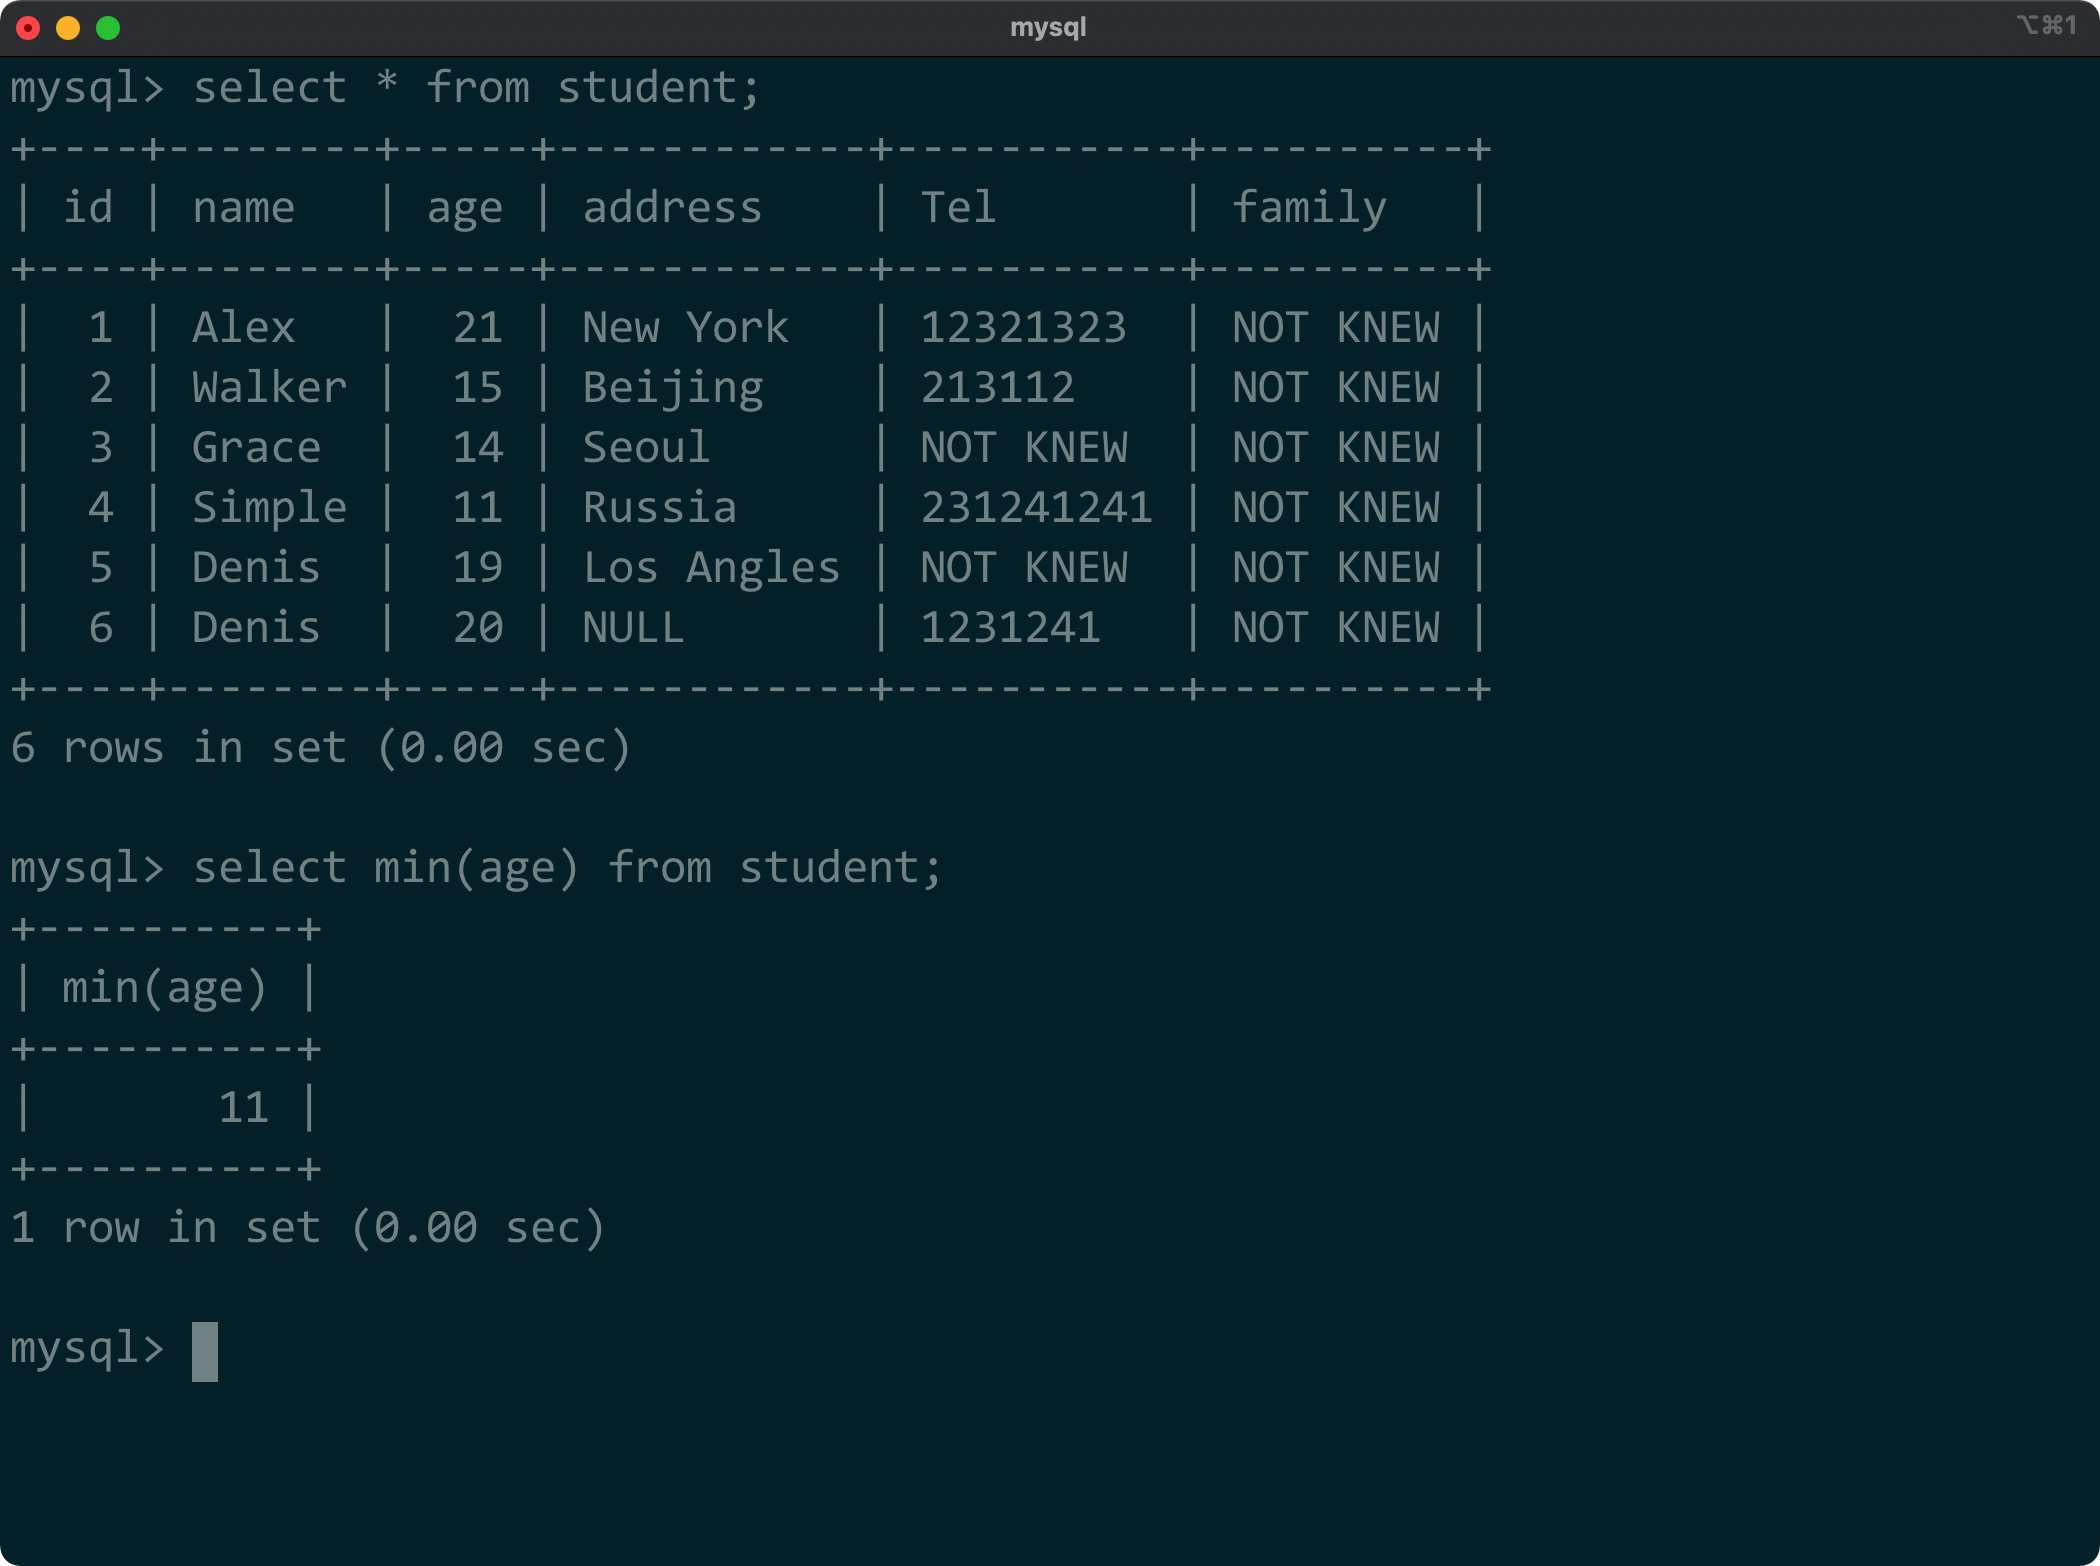 mysql
⌥⌘1
mysql> select * from student;
+----+--------+-----+------------+-----------+----------+
| id | name   | age | address    | Tel       | family   |
+----+--------+-----+------------+-----------+----------+
|  1 | Alex   |  21 | New York   | 12321323  | NOT KNEW |
|  2 | Walker |  15 | Beijing    | 213112    | NOT KNEW |
|  3 | Grace  |  14 | Seoul      | NOT KNEW  | NOT KNEW |
|  4 | Simple |  11 | Russia     | 231241241 | NOT KNEW |
|  5 | Denis  |  19 | Los Angles | NOT KNEW  | NOT KNEW |
|  6 | Denis  |  20 | NULL       | 1231241   | NOT KNEW |
+----+--------+-----+------------+-----------+----------+
6 rows in set (0.00 sec)
mysql> select min(age) from student;
+----------+
| min(age) |
+----------+
|       11 |
+----------+
1 row in set (0.00 sec)
mysql>